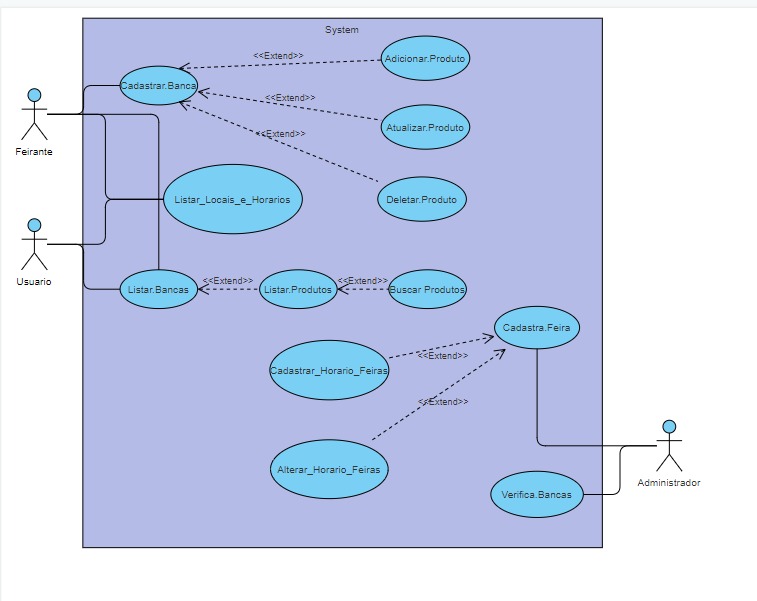 System
<<Extend>>
Adicionar.Produto
Cadastrar.Banca
<<Extend>>
Atualizar.Produto
<<Extend>>
Feirante
Listar_Locais_e_Horarios
Deletar.Produto
Usuario
Listar.Bancas
<<Extend>>
Listar.Produtos
<<Extend>>
Buscar Produtos
Cadastra.Feira
<<Extend>>
Cadastrar_Horario_Feiras
<<Extend>>
Alterar_Horario_Feiras
Administrador
Verifica.Bancas